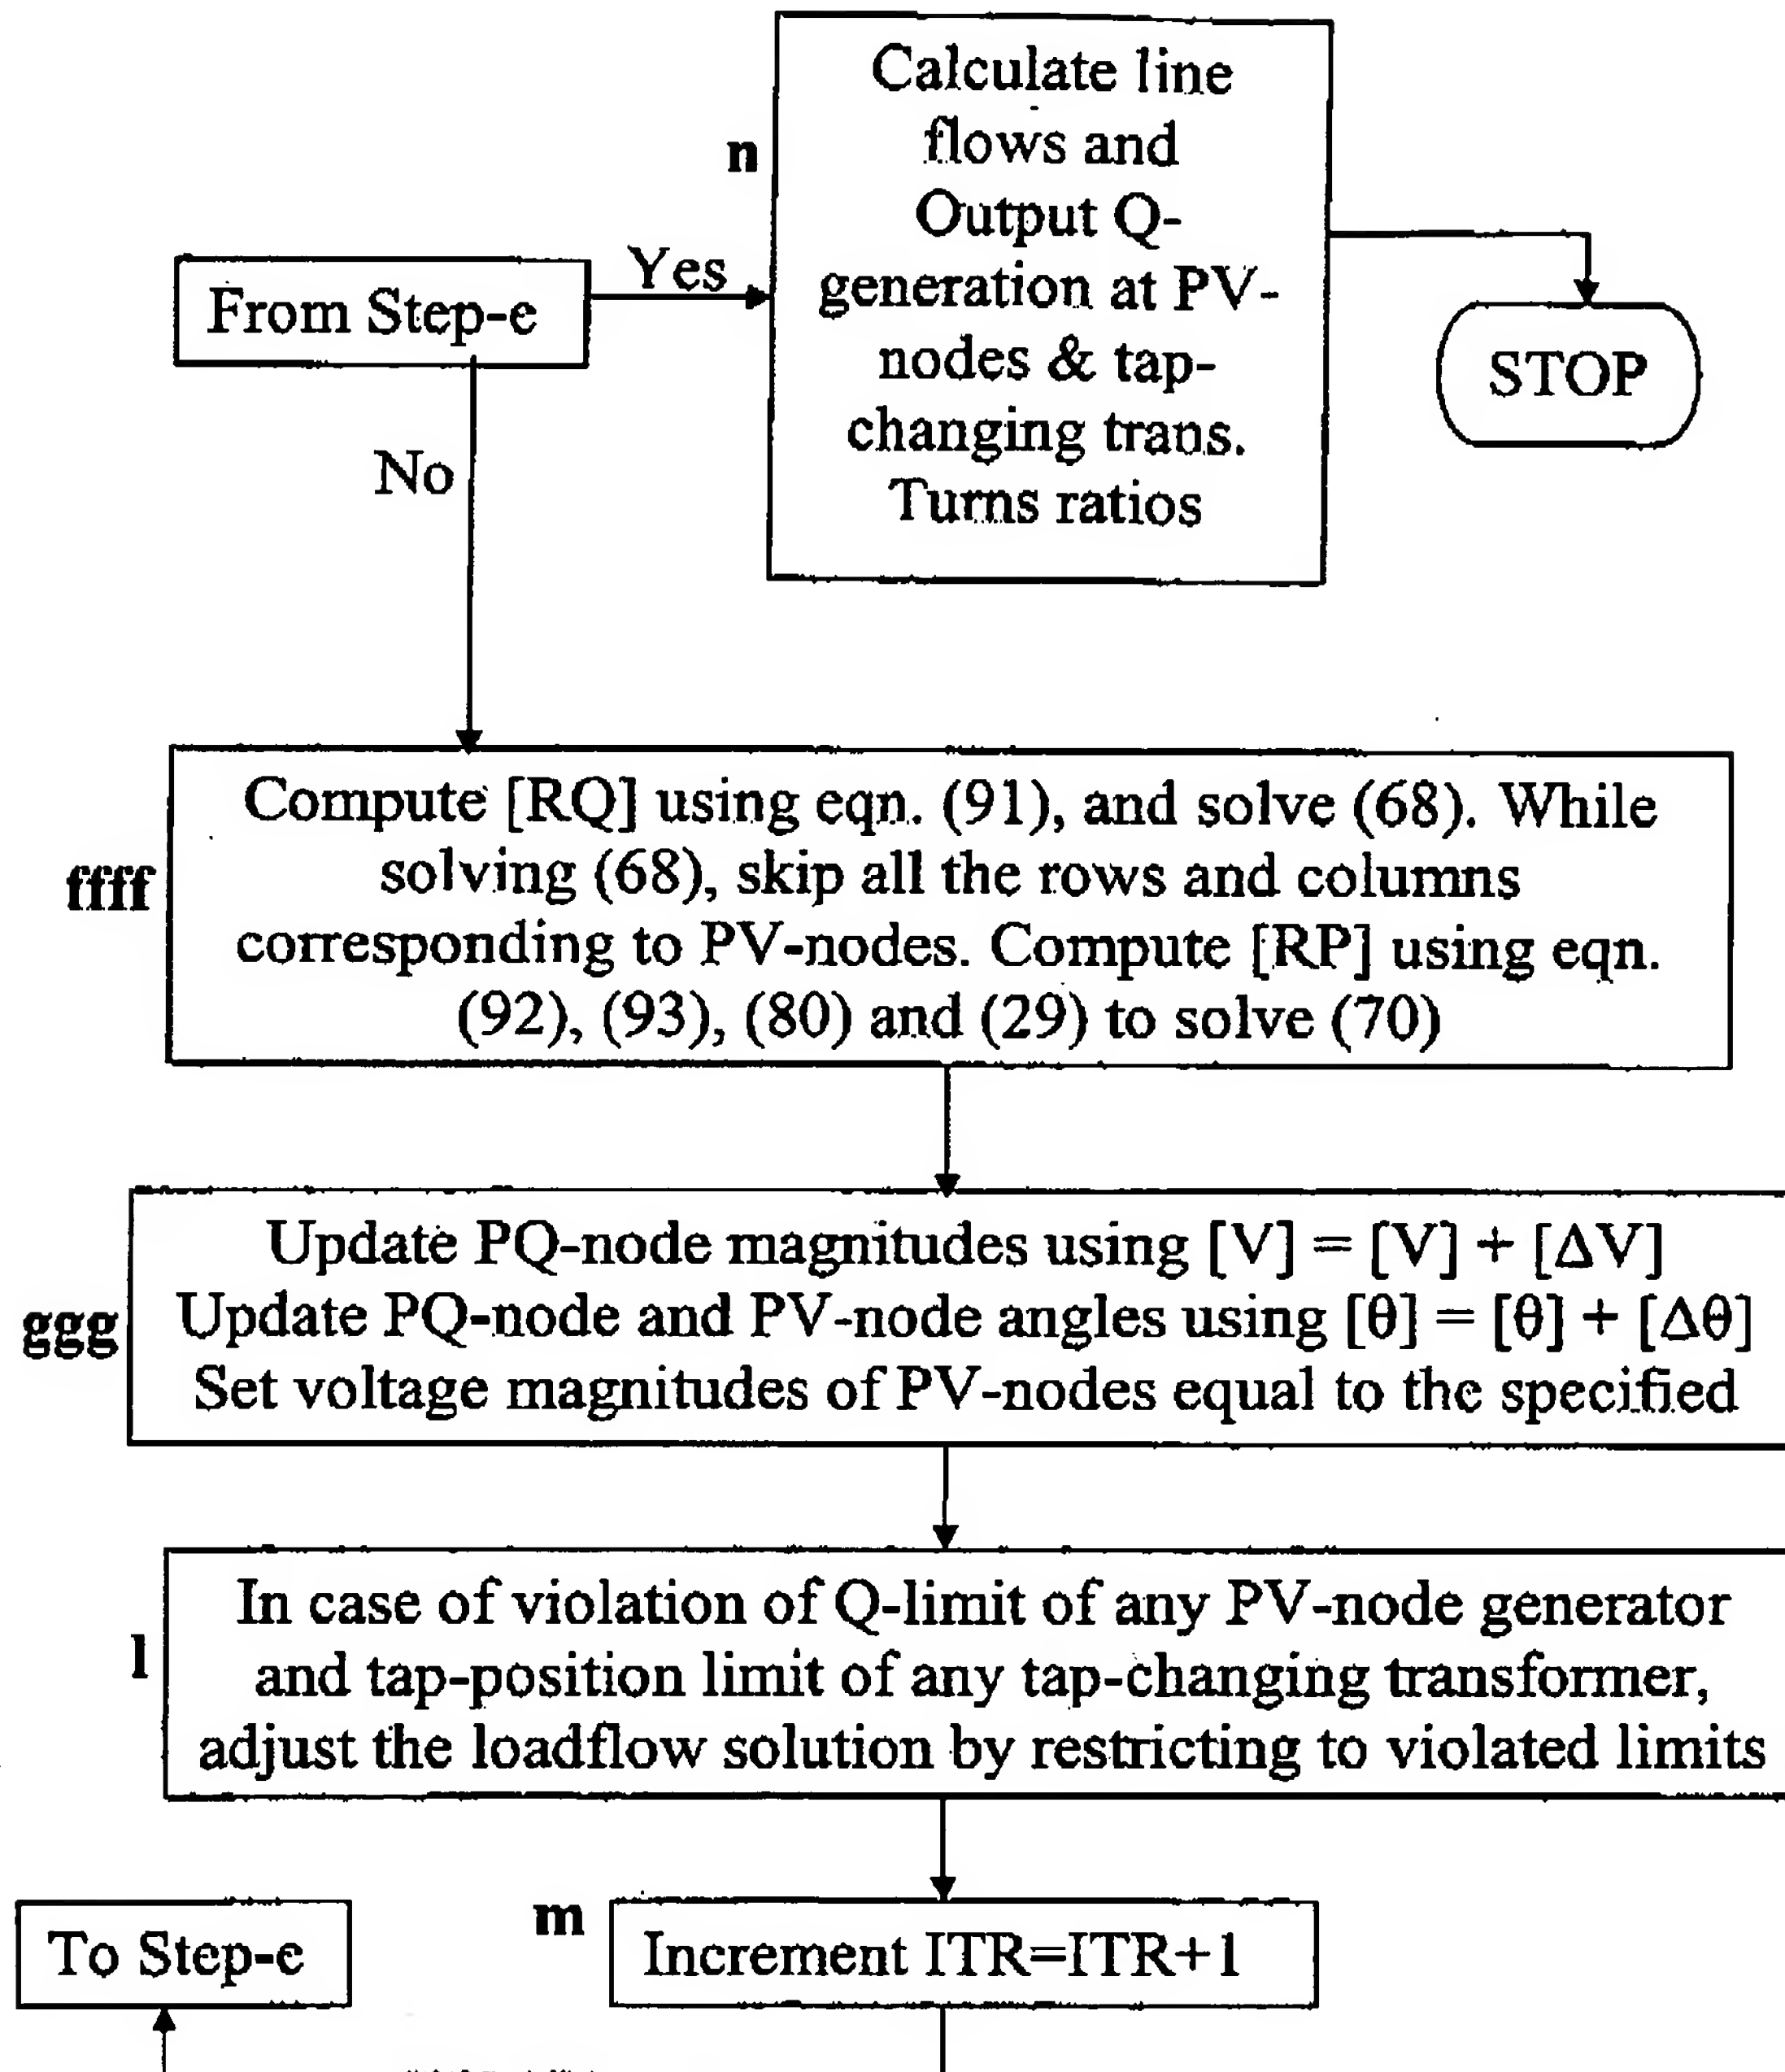 n
Calculate line
flows and
Output Q-
generation at PV-
nodes & tap-
changing trans.
Turns ratios
From Step-e
Yes
STOP
No
ffff
Compute [RQ] using eqn. (91), and solve (68). While
solving (68), skip all the rows and columns
corresponding to PV-nodes. Compute [RP] using eqn.
(92), (93), (80) and (29) to solve (70)
ggg
Update PQ-node magnitudes using [V] = [V] + [ΔV]
Update PQ-node and PV-node angles using [θ] = [θ] + [Δθ]
Set voltage magnitudes of PV-nodes equal to the specified
l
In case of violation of Q-limit of any PV-node generator
and tap-position limit of any tap-changing transformer,
adjust the loadflow solution by restricting to violated limits
To Step-e
m
Increment ITR=ITR+1